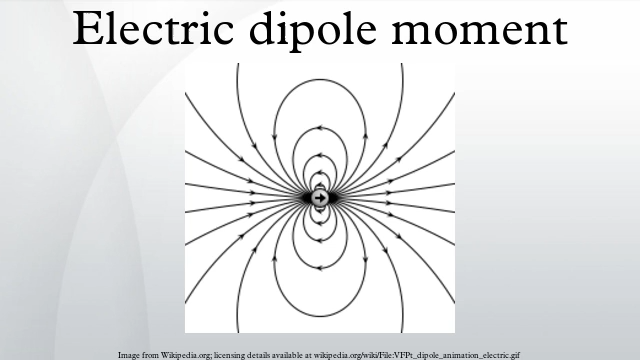 Electric dipole moment
Image from Wikipedia.org; licensing details available at wikipedia.org/wiki/File:VFPt_dipole_animation_electric.gif